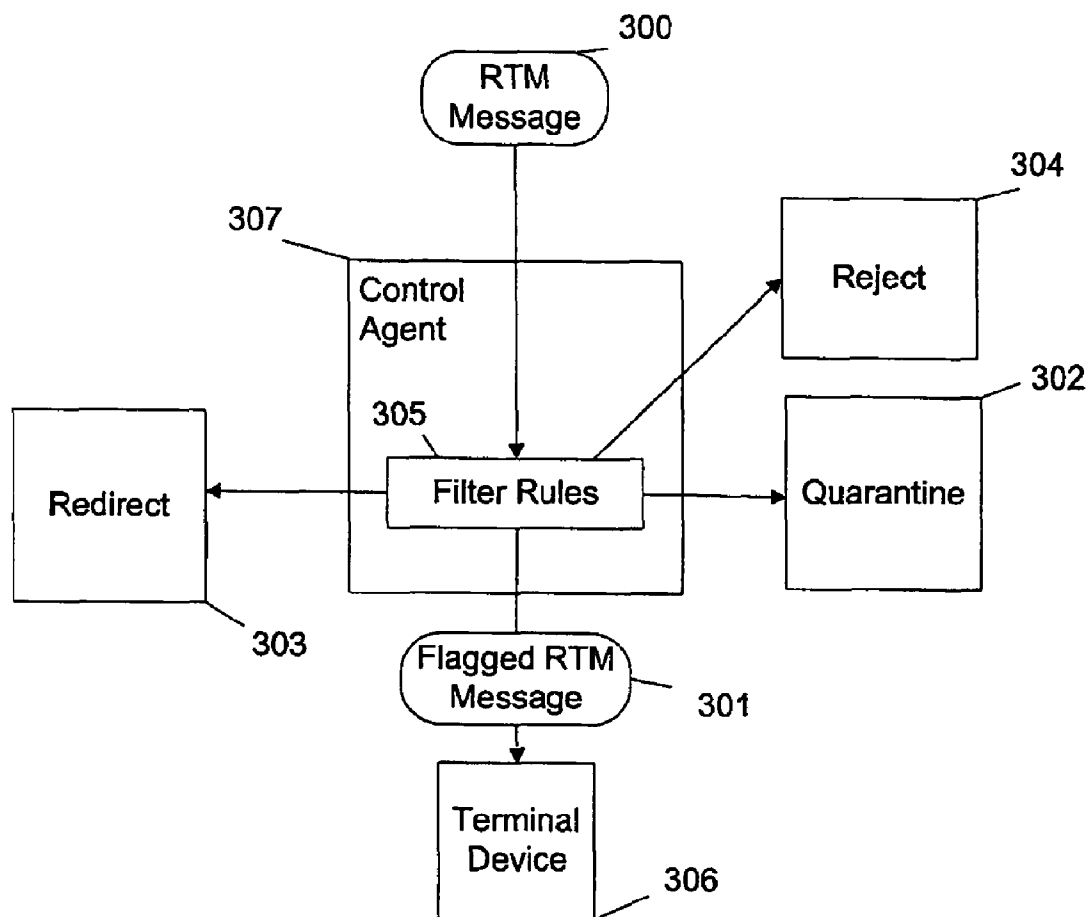 300
RTM
Message
304
307
Control
Agent
Reject
302
305
Redirect
Filter Rules
Quarantine
303
Flagged RTM
Message
301
Terminal
Device
306